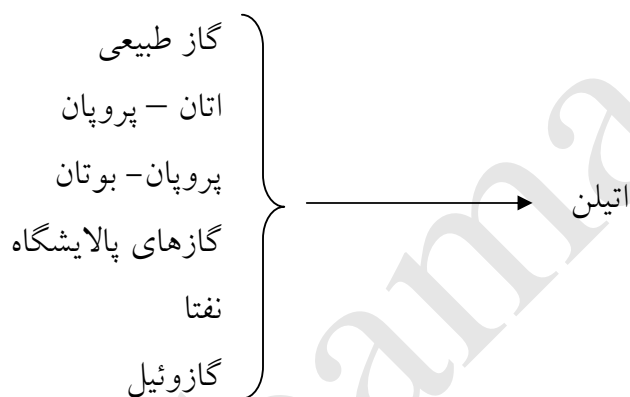 گاز طبیعی
اتان – پروپان
پروپان- بوتان
گازهای پالایشگاه
نفتا
گازوئیل
اتیلن